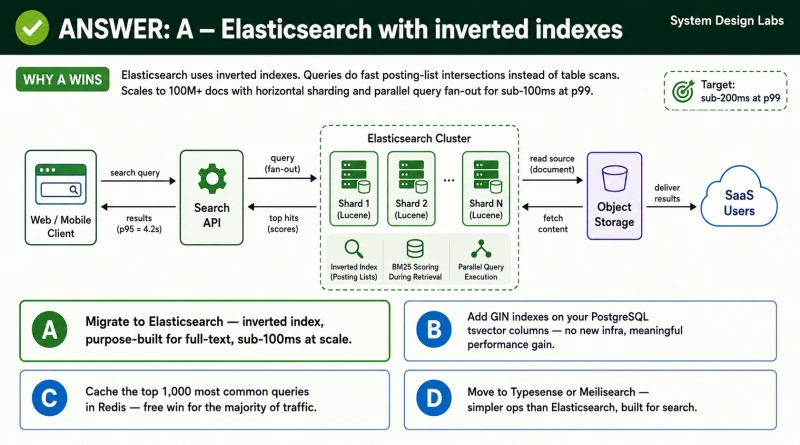 ANSWER: A – Elasticsearch with inverted indexes
System Design Labs
WHY A WINS
Elasticsearch uses inverted indexes. Queries do fast posting-list intersections instead of table scans.
Scales to 100M+ docs with horizontal sharding and parallel query fan-out for sub-100ms at p99.
Target:
sub-200ms at p99
Web / Mobile
Client
search query
results
(p95 = 4.2s)
Search
API
query
(fan-out)
top hits
(scores)
Elasticsearch Cluster
Shard 1
(Lucene)
Shard 2
(Lucene)
...
Shard N
(Lucene)
Inverted Index
(Posting Lists)
BM25 Scoring
During Retrieval
Parallel Query
Execution
read source
(document)
fetch
content
Object
Storage
deliver
results
SaaS
Users
A
Migrate to Elasticsearch — inverted index,
purpose-built for full-text, sub-100ms at scale.
B
Add GIN indexes on your PostgreSQL
tsvector columns — no new infra, meaningful
performance gain.
C
Cache the top 1,000 most common queries
in Redis — free win for the majority of traffic.
D
Move to Typesense or Meilisearch —
simpler ops than Elasticsearch, built for search.